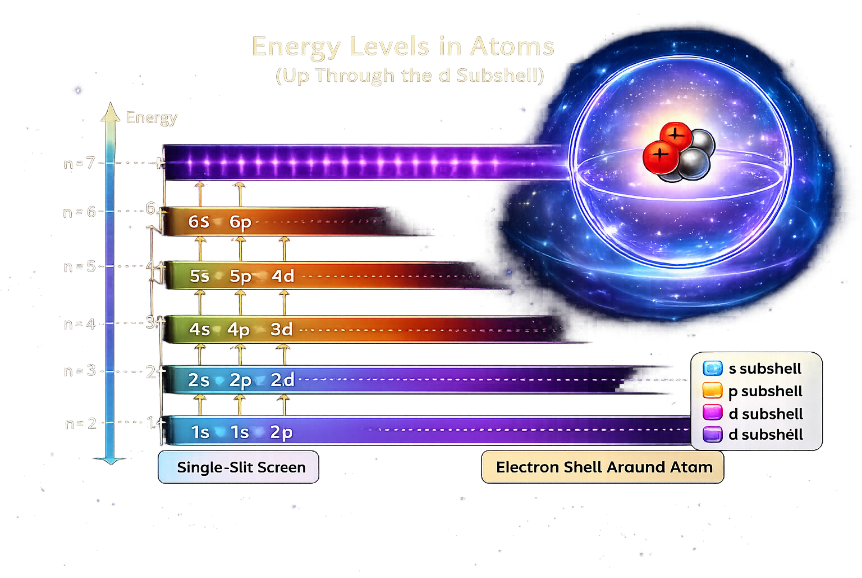 Energy Levels in Atoms
(Up Through the d Subshell)
Energy
n=7
n=6
6s 6p
n=5
5s 5p 4d
n=4
4s 4p 3d
n=3
2
2s 2p 2d
n=2
1
1s 1s 2p
s subshell
p subshell
d subshell
d subshéll
Single-Slit Screen
Electron Shell Araund Atam
+
+